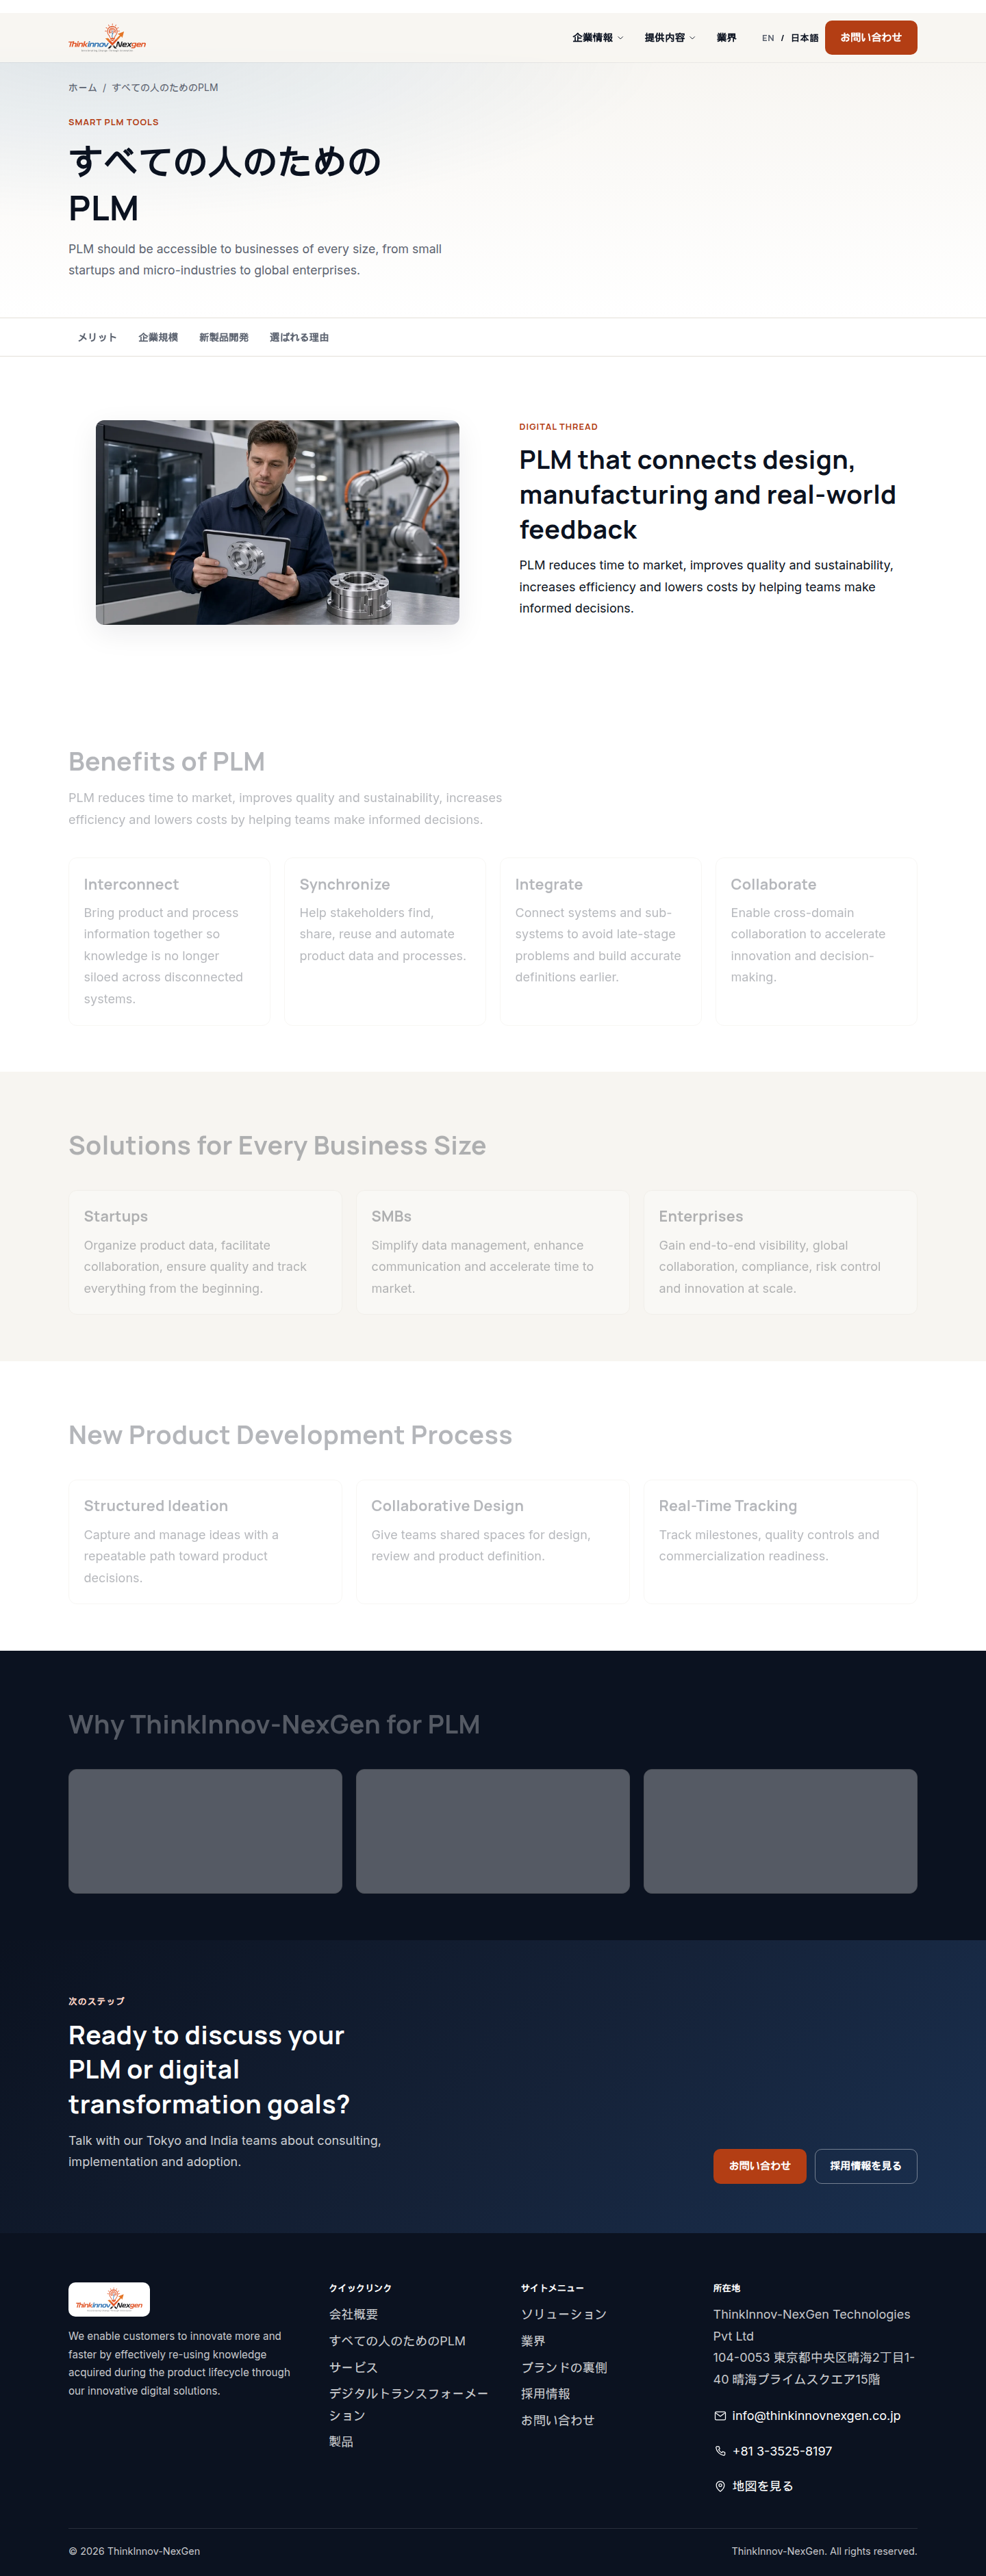 ThinkInnovXNexgen
企業情報
提供内容
業界
EN / 日本語
お問い合わせ
ホーム / すべての人のためのPLM
SMART PLM TOOLS
すべての人のための
PLM
PLM should be accessible to businesses of every size, from small
startups and micro-industries to global enterprises.
メリット
企業規模
新製品開発
選ばれる理由
DIGITAL THREAD
PLM that connects design,
manufacturing and real-world
feedback
PLM reduces time to market, improves quality and sustainability,
increases efficiency and lowers costs by helping teams make
informed decisions.
Benefits of PLM
PLM reduces time to market, improves quality and sustainability, increases
efficiency and lowers costs by helping teams make informed decisions.
Interconnect
Bring product and process
information together so
knowledge is no longer
siloed across disconnected
systems.
Synchronize
Help stakeholders find,
share, reuse and automate
product data and processes.
Integrate
Connect systems and sub-
systems to avoid late-stage
problems and build accurate
definitions earlier.
Collaborate
Enable cross-domain
collaboration to accelerate
innovation and decision-
making.
Solutions for Every Business Size
Startups
Organize product data, facilitate
collaboration, ensure quality and track
everything from the beginning.
SMBs
Simplify data management, enhance
communication and accelerate time to
market.
Enterprises
Gain end-to-end visibility, global
collaboration, compliance, risk control
and innovation at scale.
New Product Development Process
Structured Ideation
Capture and manage ideas with a
repeatable path toward product
decisions.
Collaborative Design
Give teams shared spaces for design,
review and product definition.
Real-Time Tracking
Track milestones, quality controls and
commercialization readiness.
Why ThinkInnov-NexGen for PLM
次のステップ
Ready to discuss your
PLM or digital
transformation goals?
Talk with our Tokyo and India teams about consulting,
implementation and adoption.
お問い合わせ
採用情報を見る
ThinkInnovXNexgen
We enable customers to innovate more and
faster by effectively re-using knowledge
acquired during the product lifecycle through
our innovative digital solutions.
クイックリンク
会社概要
すべての人のためのPLM
サービス
デジタルトランスフォーメー
ション
製品
サイトメニュー
ソリューション
業界
ブランドの裏側
採用情報
お問い合わせ
所在地
ThinkInnov-NexGen Technologies
Pvt Ltd
104-0053 東京都中央区晴海2丁目1-
40 晴海プライムスクエア15階
info@thinkinnovnexgen.co.jp
+81 3-3525-8197
地図を見る
© 2026 ThinkInnov-NexGen
ThinkInnov-NexGen. All rights reserved.